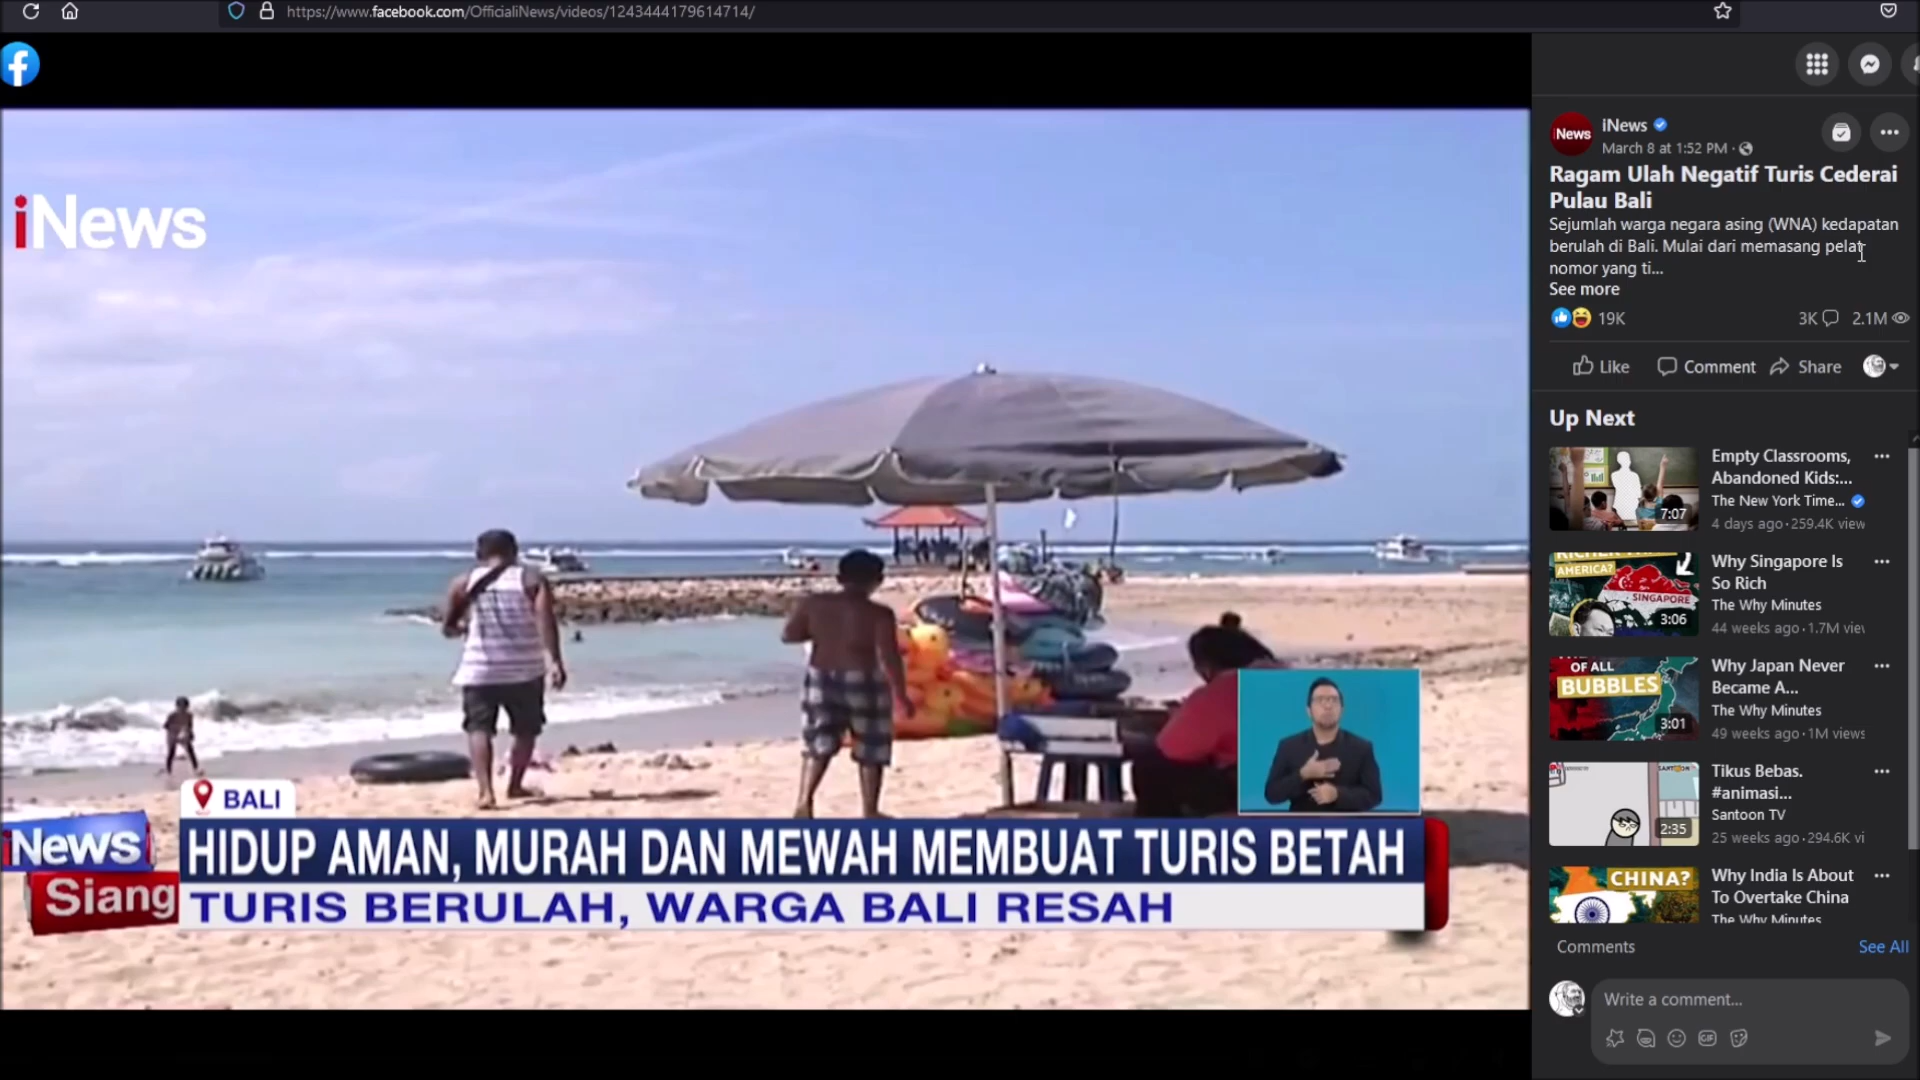 https://www.facebook.com/OfficialiNews/videos/1243444179614714/
iNews
BALI
iNews
Siang
HIDUP AMAN, MURAH DAN MEWAH MEMBUAT TURIS BETAH
TURIS BERULAH, WARGA BALI RESAH
iNews
iNews
March 8 at 1:52 PM ·
Ragam Ulah Negatif Turis Cederai
Pulau Bali
Sejumlah warga negara asing (WNA) kedapatan
berulah di Bali. Mulai dari memasang pelat
nomor yang ti...
See more
19K
3K
2.1M
Like
Comment
Share
Up Next
7:07
Empty Classrooms,
Abandoned Kids:...
The New York Time...
4 days ago · 259.4K view
AMERICA?
SINGAPORE
3:06
Why Singapore Is
So Rich
The Why Minutes
44 weeks ago · 1.7M view
OF ALL
BUBBLES
3:01
Why Japan Never
Became A...
The Why Minutes
49 weeks ago · 1M views
2:35
Tikus Bebas.
#animasi...
Santoon TV
25 weeks ago · 294.6K vi
CHINA?
Why India Is About
To Overtake China
The Why Minutes
Comments
See All
Write a comment...
GIF